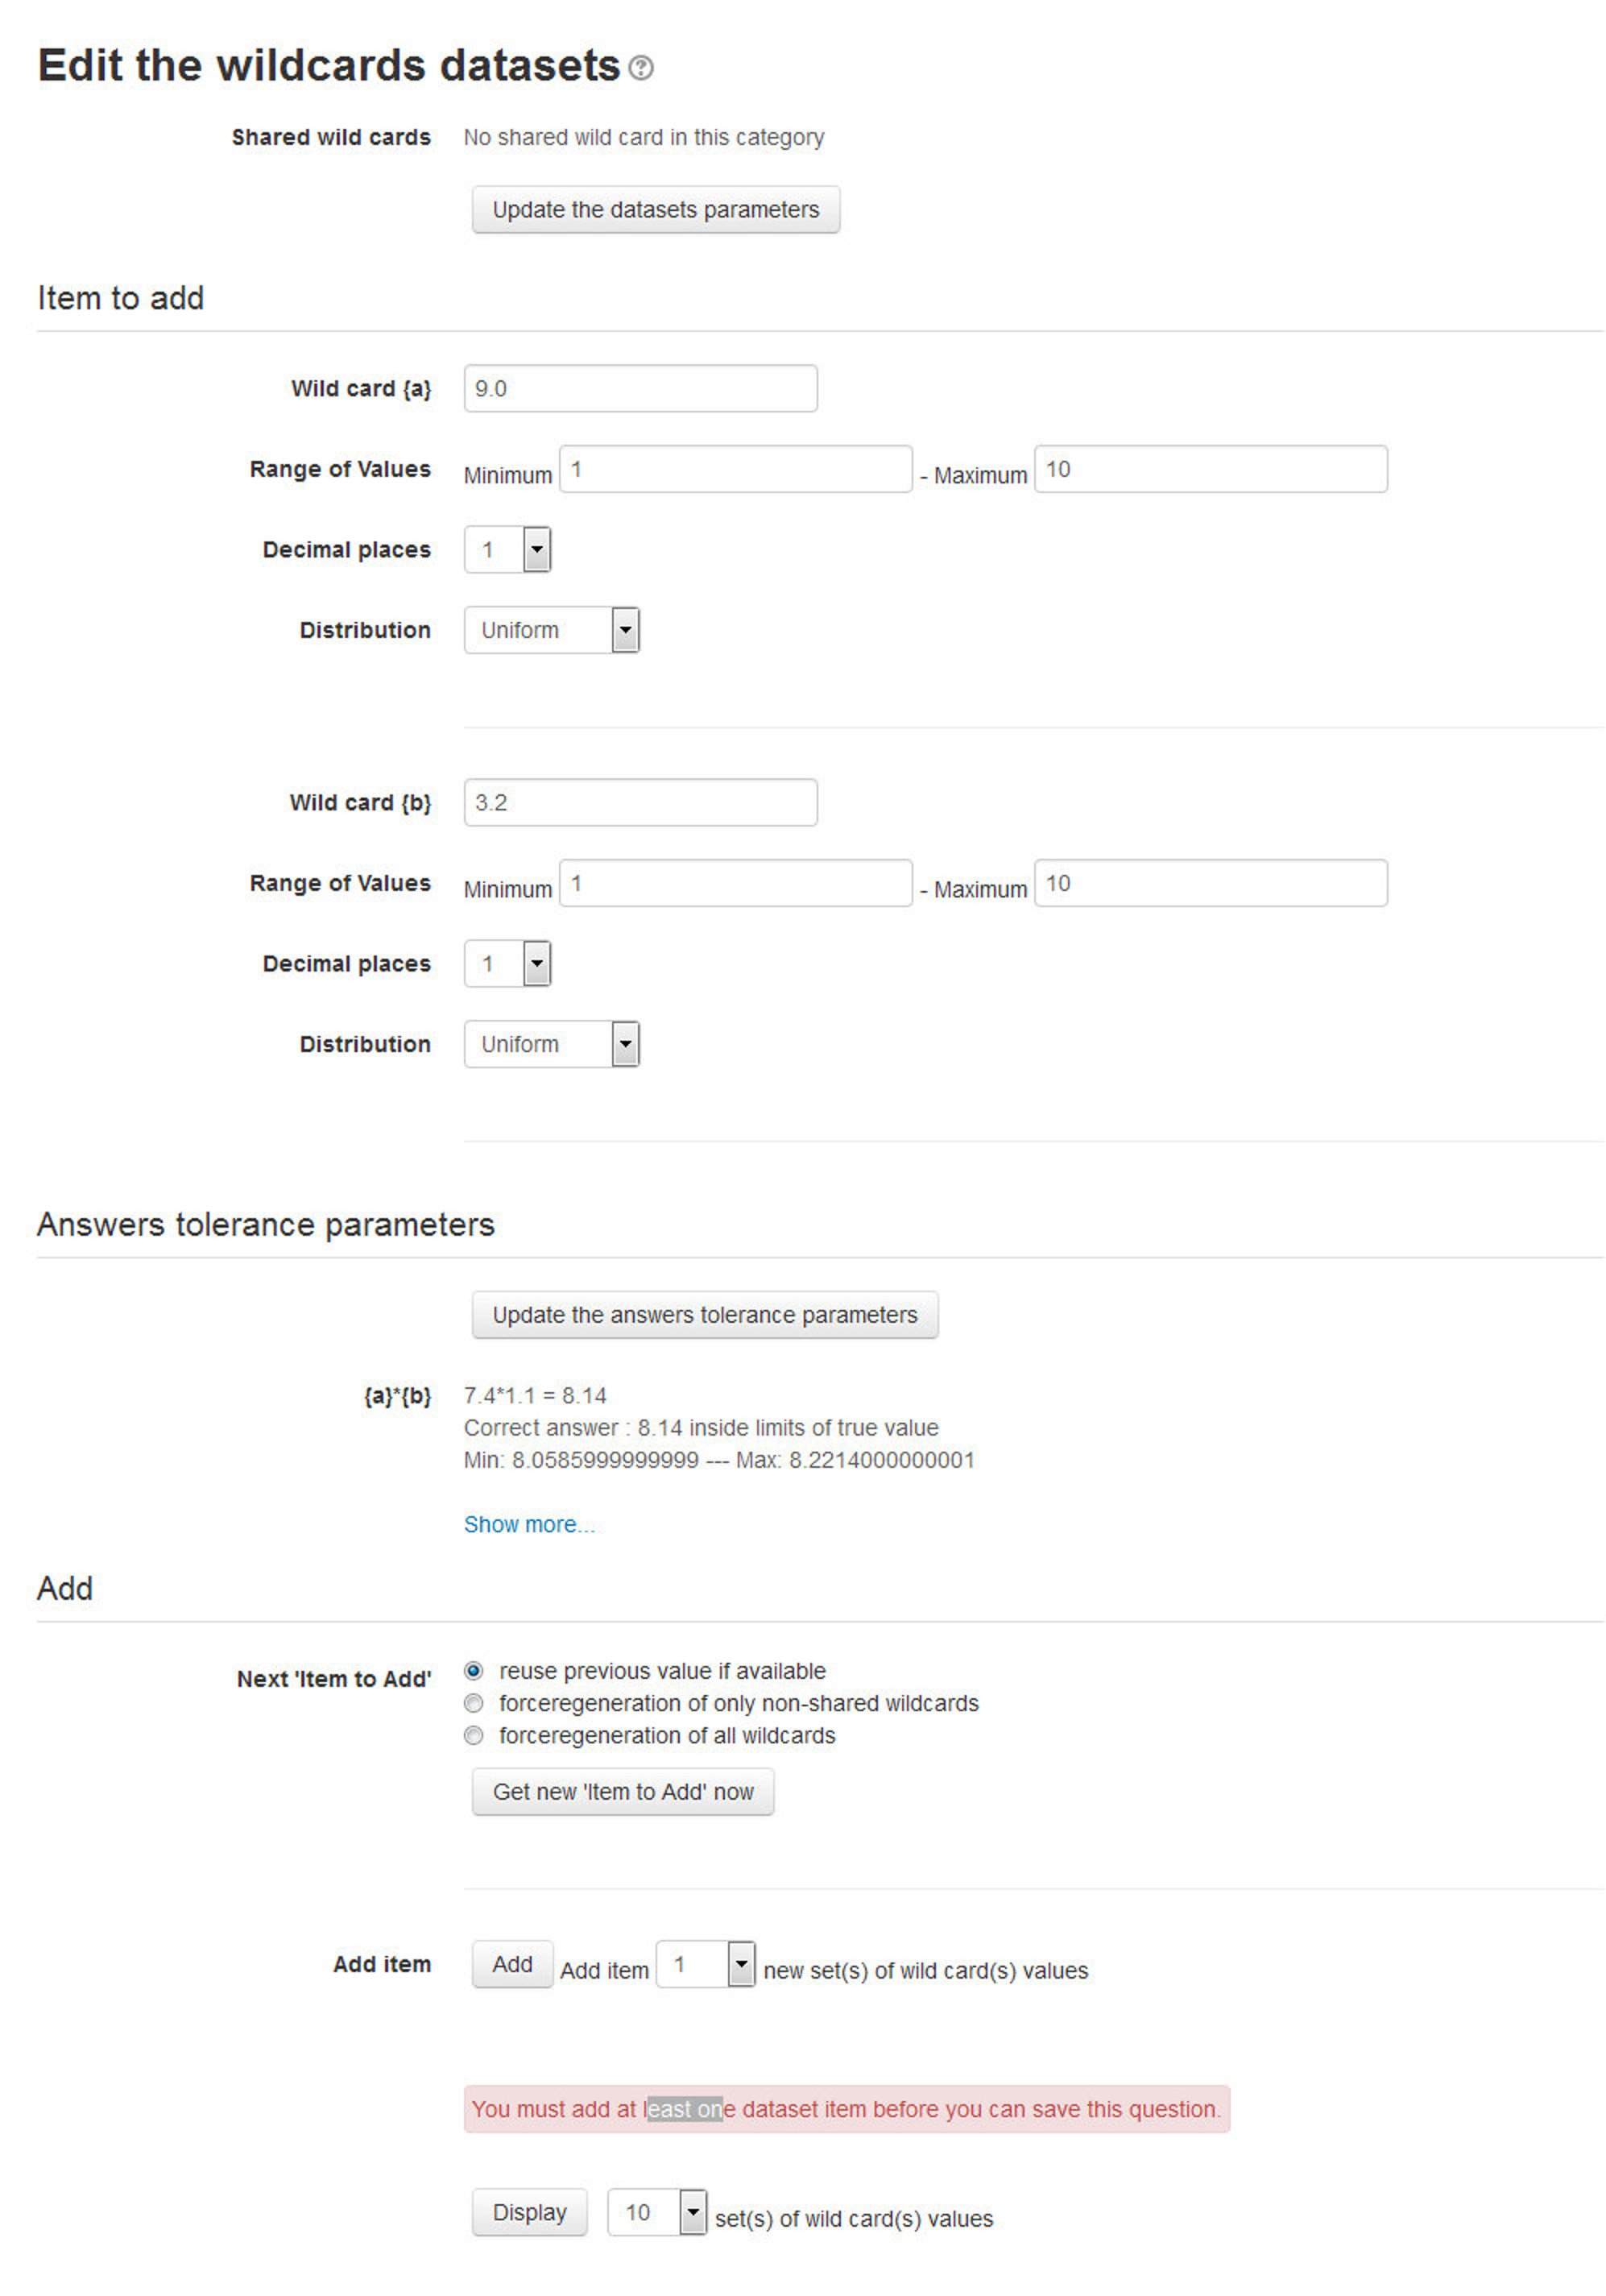 Edit the wildcards datasets ?
Shared wild cards No shared wild card in this category
Update the datasets parameters
Item to add
Wild card {a} 9.0
Range of Values Minimum 1 - Maximum 10
Decimal places 1
Distribution Uniform
Wild card {b} 3.2
Range of Values Minimum 1 - Maximum 10
Decimal places 1
Distribution Uniform
Answers tolerance parameters
Update the answers tolerance parameters
{a}*{b} 7.4*1.1 = 8.14
Correct answer : 8.14 inside limits of true value
Min: 8.0585999999999 --- Max: 8.2214000000001
Show more...
Add
Next 'Item to Add' reuse previous value if available
forceregeneration of only non-shared wildcards
forceregeneration of all wildcards
Get new 'Item to Add' now
Add item Add Add item 1 new set(s) of wild card(s) values
You must add at least one dataset item before you can save this question.
Display 10 set(s) of wild card(s) values